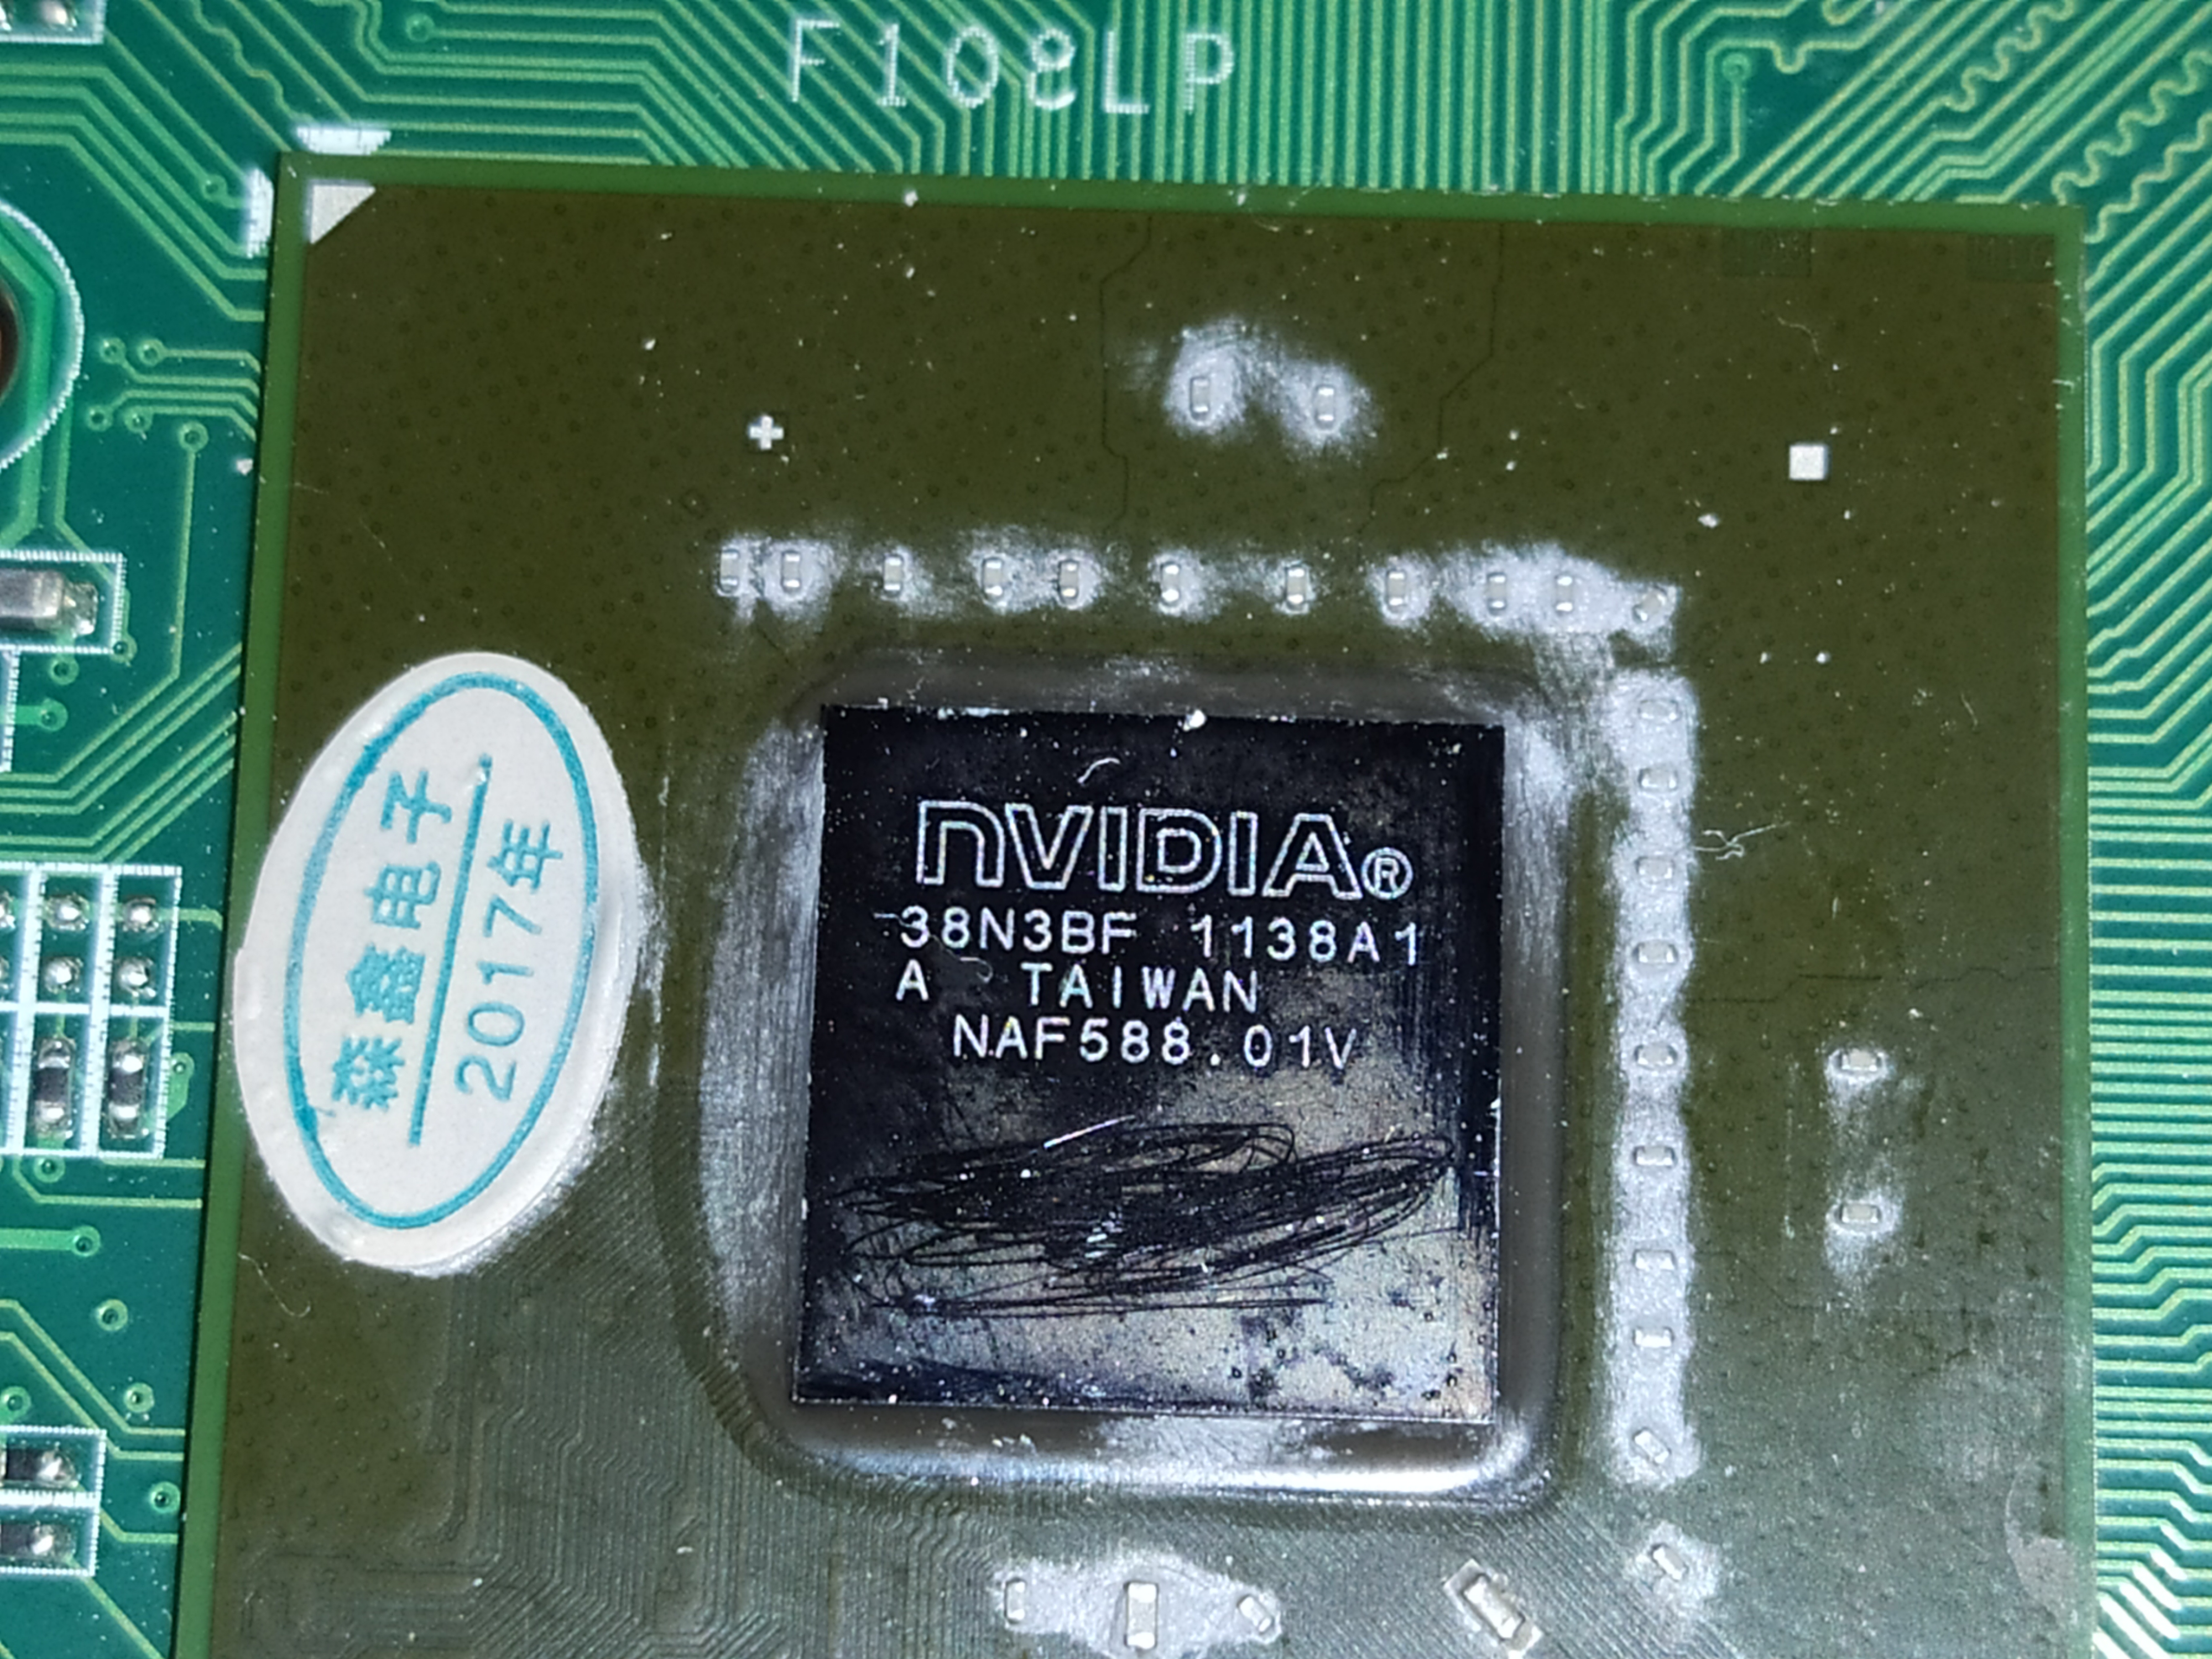 F108LP
nVIDIA®
38N3BF 1138A1
A TAIWAN
NAF588.01V
森鑫电子
2017年